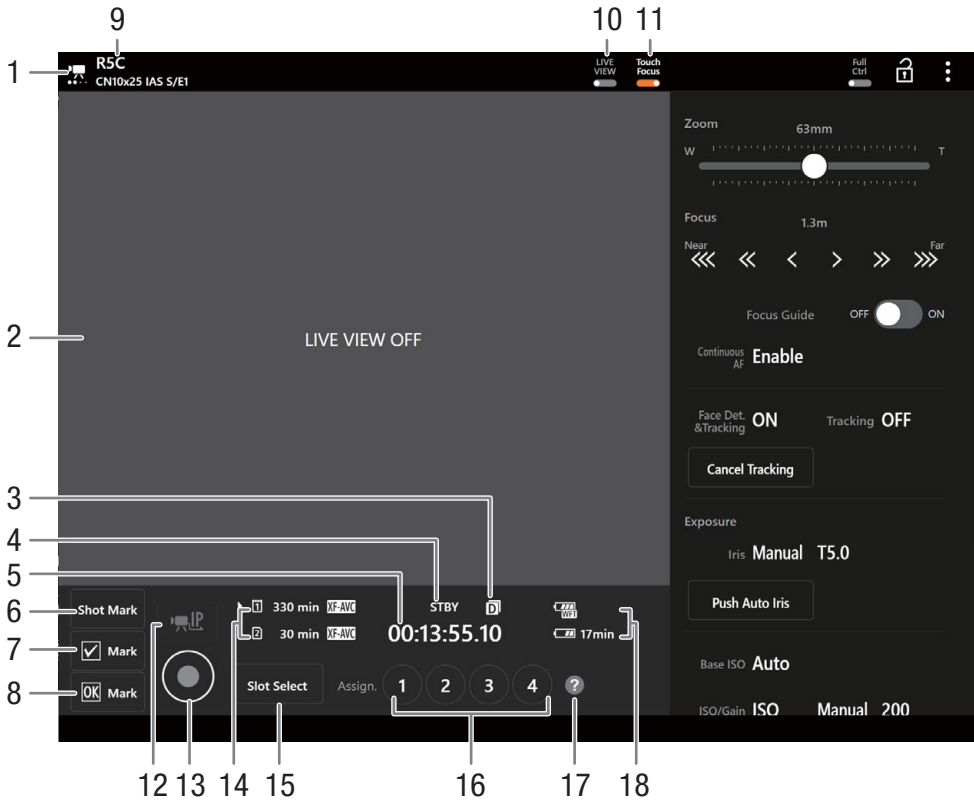 9 10 11
1 R5C LIVE VIEW Touch Focus Full Ctrl
CN10x25 IAS S/E1
Zoom 63mm
W T
Focus 1.3m
Near Far
Focus Guide OFF ON
2 LIVE VIEW OFF
Continuous AF Enable
Face Det. &Tracking ON Tracking OFF
Cancel Tracking
3
4
5
Exposure
Iris Manual T5.0
Push Auto Iris
6 Shot Mark IP 1 330 min XF-AVC STBY D WFT
7 Mark 2 30 min XF-AVC 00:13:55.10 17min
8 OK Mark Slot Select Assign. 1 2 3 4 ?
Base ISO Auto
ISO/Gain ISO Manual 200
12 13 14 15 16 17 18